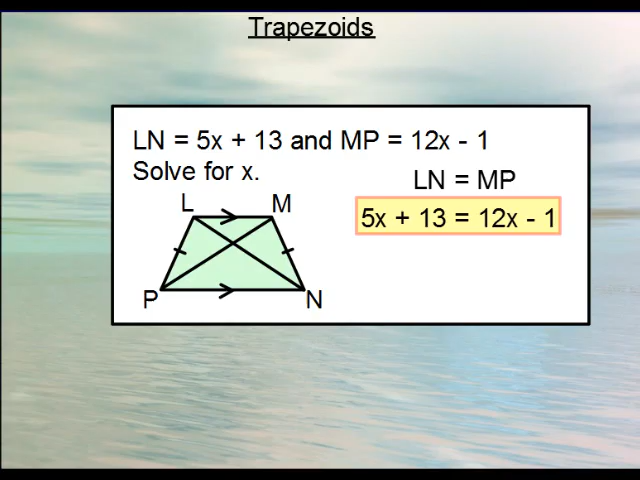 Trapezoids
LN = 5x + 13 and MP = 12x - 1
Solve for x.
LN = MP
5x + 13 = 12x - 1
L
M
P
N